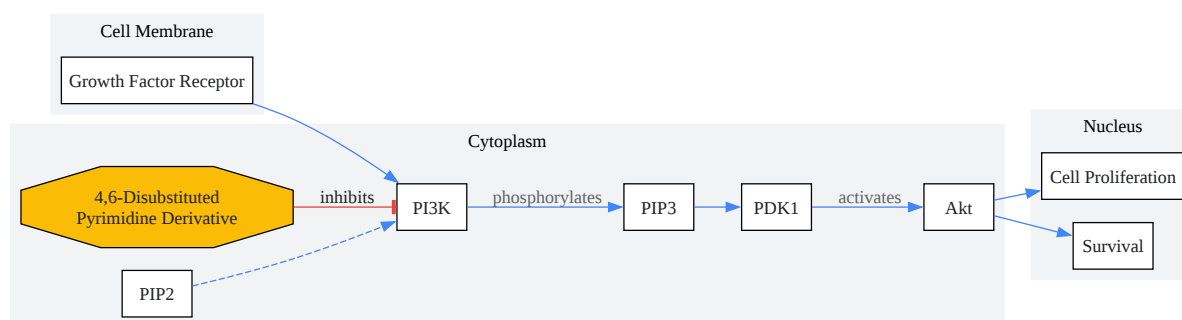 Cell Membrane
Growth Factor Receptor
Cytoplasm
Nucleus
4,6-Disubstituted
Pyrimidine Derivative
inhibits
PI3K
phosphorylates
PIP3
PDK1
activates
Akt
Cell Proliferation
Survival
PIP2